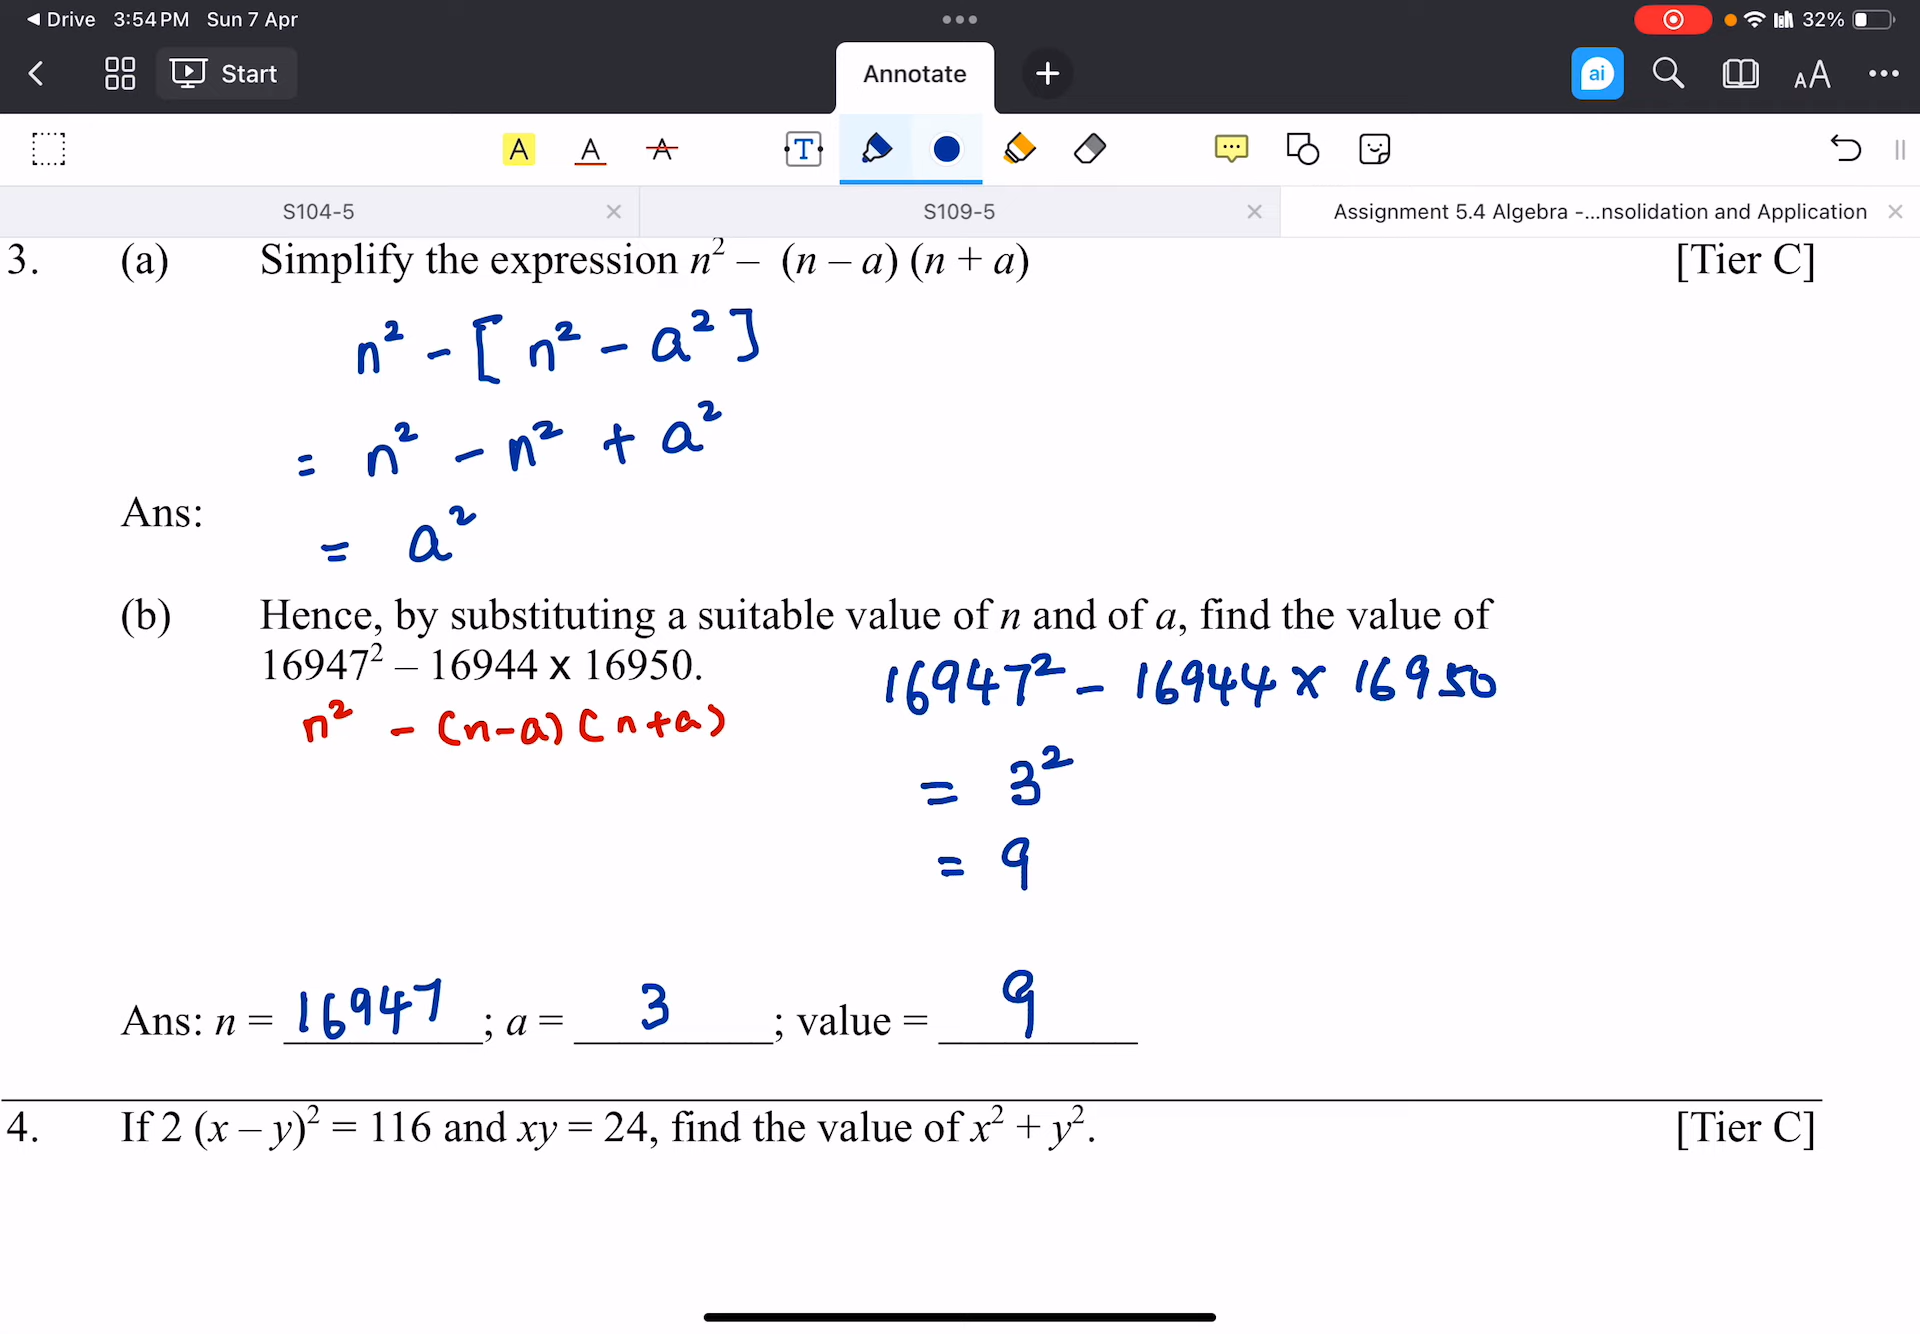 Drive 3:54 PM Sun 7 Apr 32%
Start Annotate ai AA
A A A T
S104-5 S109-5 Assignment 5.4 Algebra -...nsolidation and Application
3. (a) Simplify the expression n² – (n – a) (n + a) [Tier C]
n² - [n² - a²]
= n² - n² + a²
Ans:
= a²
(b) Hence, by substituting a suitable value of n and of a, find the value of
16947² – 16944 x 16950.
16947² - 16944 x 16950
n² - (n-a)(n+a)
= 3²
= 9
Ans: n = 16947 ; a = 3 ; value = 9
4. If 2 (x – y)² = 116 and xy = 24, find the value of x² + y². [Tier C]